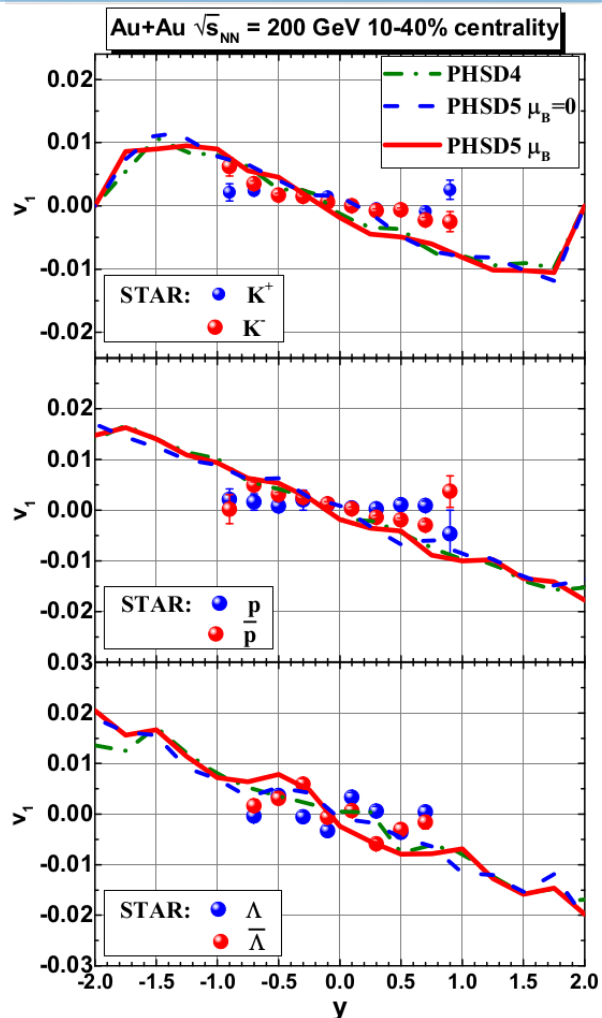 Au+Au √s_NN = 200 GeV 10-40% centrality
PHSD4
PHSD5 μ_B=0
PHSD5 μ_B
0.02
0.01
0.00
-0.01
-0.02
v₁
STAR: K⁺
K⁻
0.02
0.01
0.00
-0.01
-0.02
0.03
v₁
STAR: p
p̅
0.02
0.01
0.00
-0.01
-0.02
-0.03
v₁
STAR: Λ
Λ̅
-2.0 -1.5 -1.0 -0.5 0.0 0.5 1.0 1.5 2.0
y